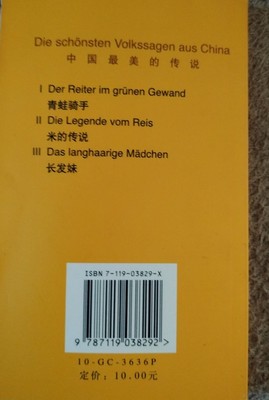 Die schönsten Volkssagen aus China
中国最美的传说
I Der Reiter im grünen Gewand
青蛙骑手
II Die Legende vom Reis
米的传说
III Das langhaarige Mädchen
长发妹
ISBN 7-119-03829-X
9 787119 038292>
10-GC-3636P
定价：10.00元